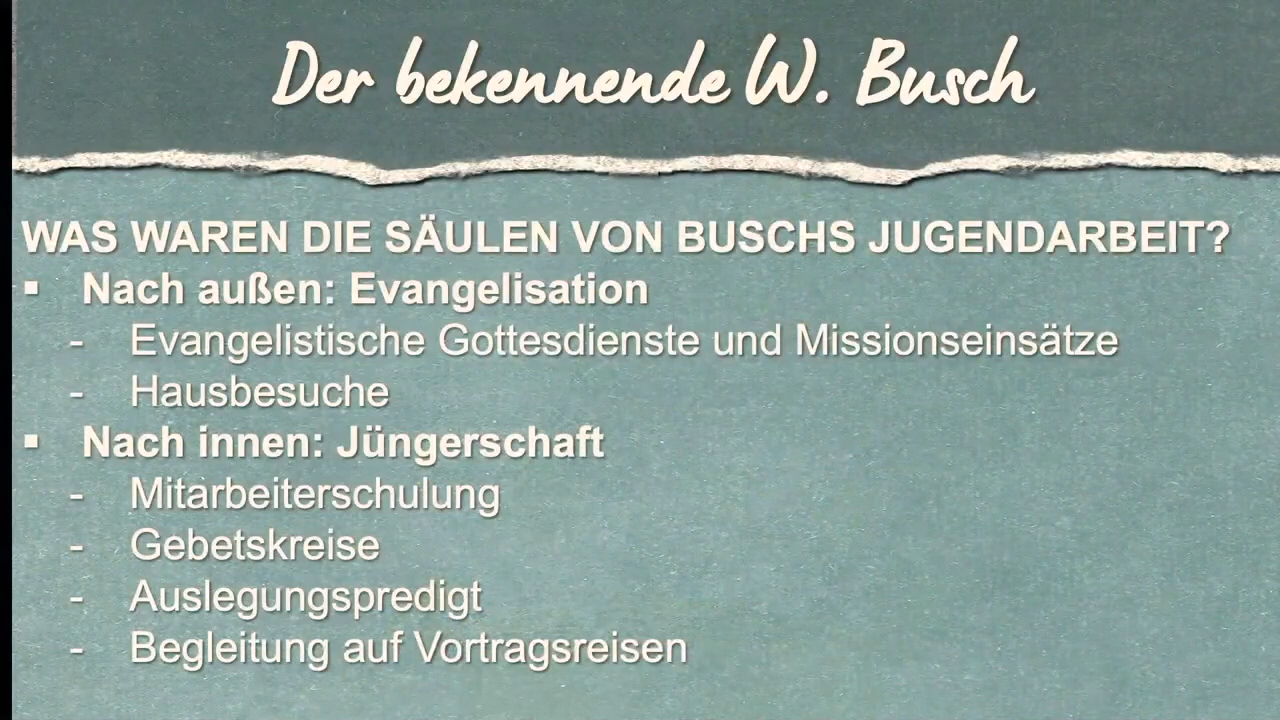 Der bekennende W. Busch
WAS WAREN DIE SÄULEN VON BUSCHS JUGENDARBEIT?
▪ Nach außen: Evangelisation
- Evangelistische Gottesdienste und Missionseinsätze
- Hausbesuche
▪ Nach innen: Jüngerschaft
- Mitarbeiterschulung
- Gebetskreise
- Auslegungspredigt
- Begleitung auf Vortragsreisen